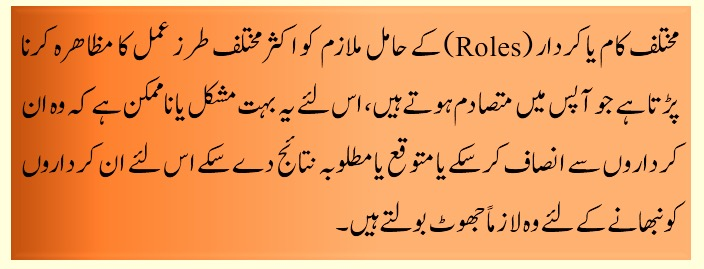 مختلف کام یا کردار (Roles) کے حامل ملازم کو اکثر مختلف طرز عمل کا مظاہرہ کرنا
پڑتا ہے جو آپس میں متصادم ہوتے ہیں، اس لئے یہ بہت مشکل یا ناممکن ہے کہ وہ ان
کرداروں سے انصاف کرسکے یا متوقع یا مطلوبہ نتائج دے سکے اس لئے ان کرداروں
کو نبھانے کے لئے وہ لازماً جھوٹ بولتے ہیں۔